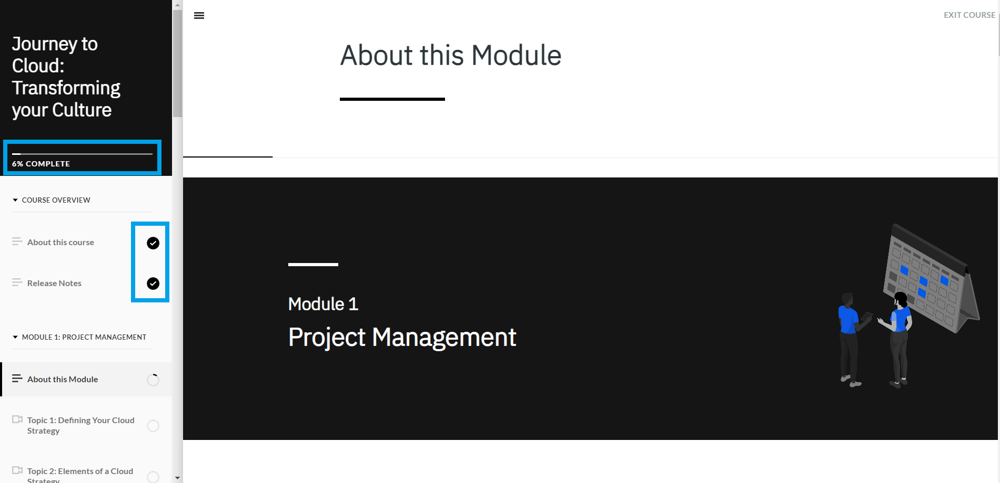 Journey to
Cloud:
Transforming
your Culture
6% COMPLETE
COURSE OVERVIEW
About this course
Release Notes
MODULE 1: PROJECT MANAGEMENT
About this Module
Topic 1: Defining Your Cloud
Strategy
Topic 2: Elements of a Cloud
Strategy
EXIT COURSE
About this Module
Module 1
Project Management